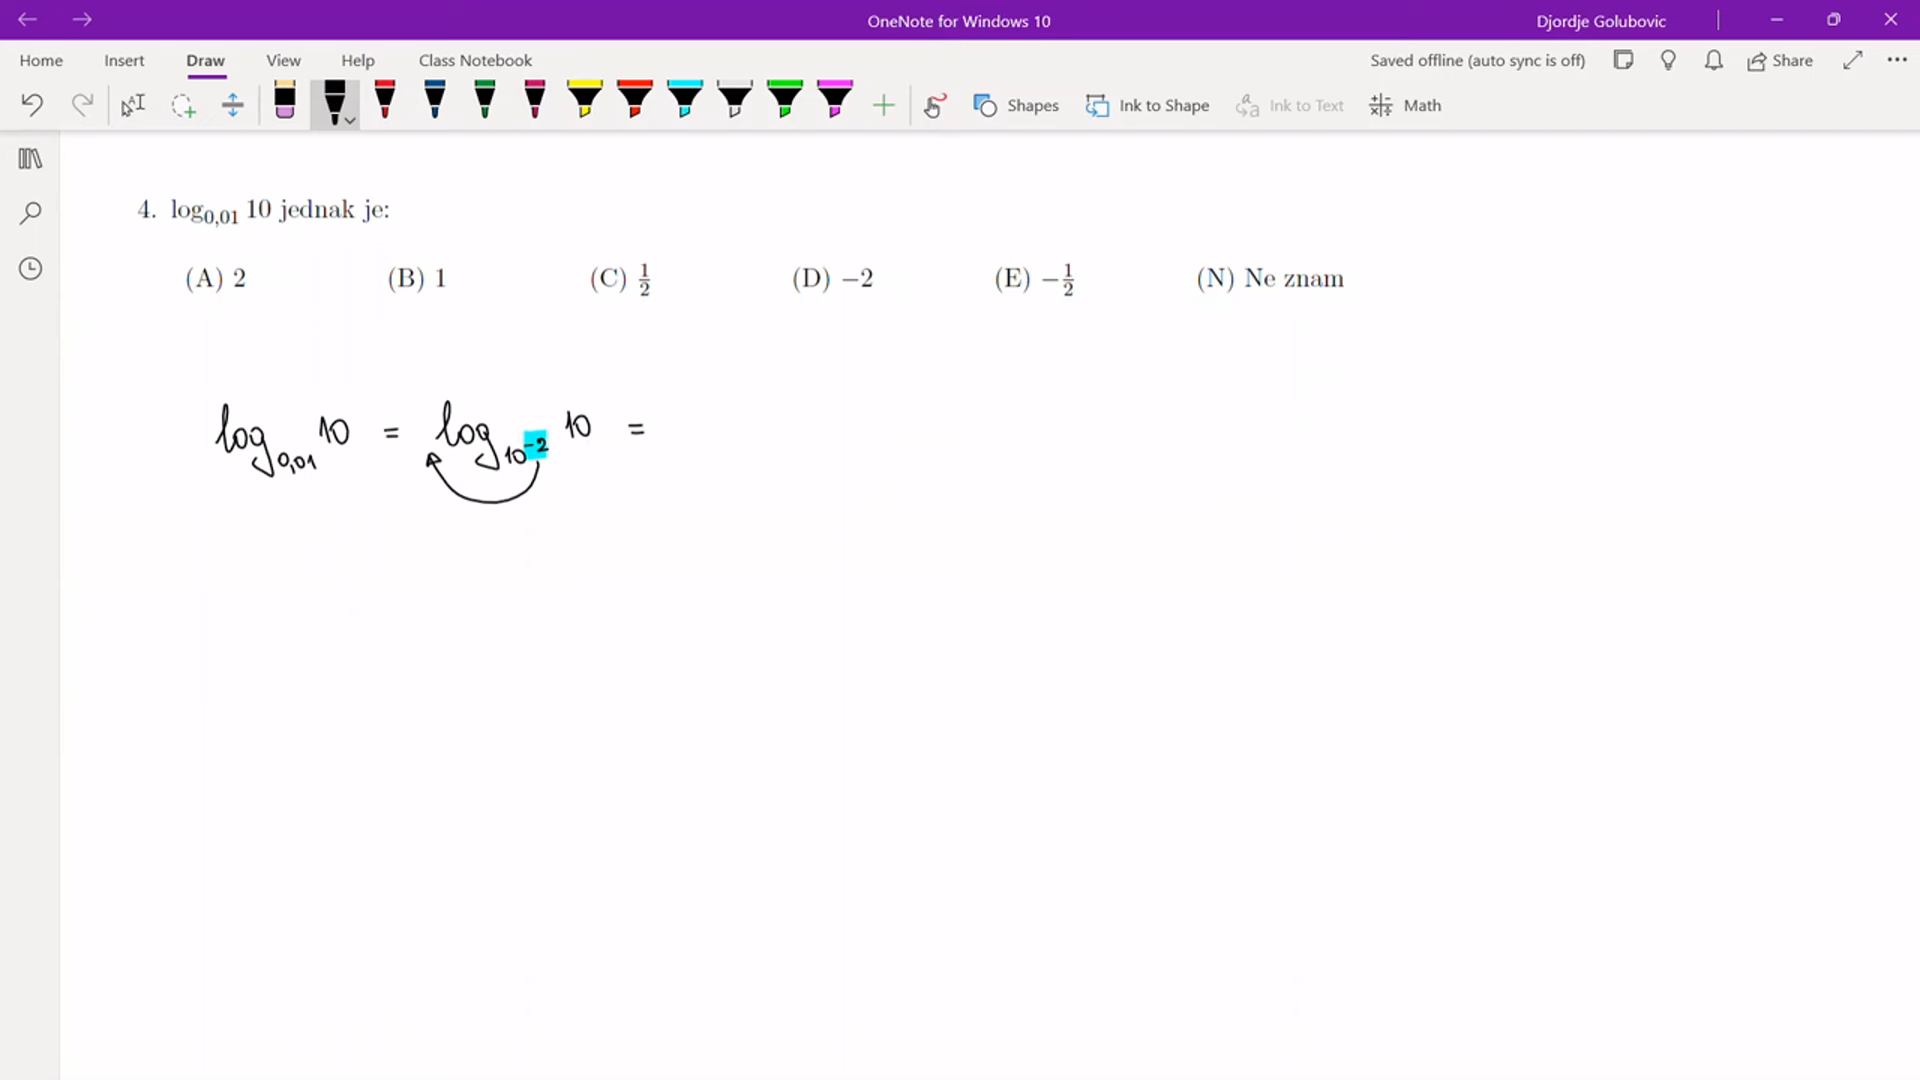 OneNote for Windows 10 Djordje Golubovic
Home Insert Draw View Help Class Notebook Saved offline (auto sync is off) Share
Shapes Ink to Shape Ink to Text Math
4. log₀,₀₁ 10 jednak je:
(A) 2 (B) 1 (C) 1/2 (D) −2 (E) −1/2 (N) Ne znam
log₀,₀₁ 10 = log₁₀⁻² 10 =